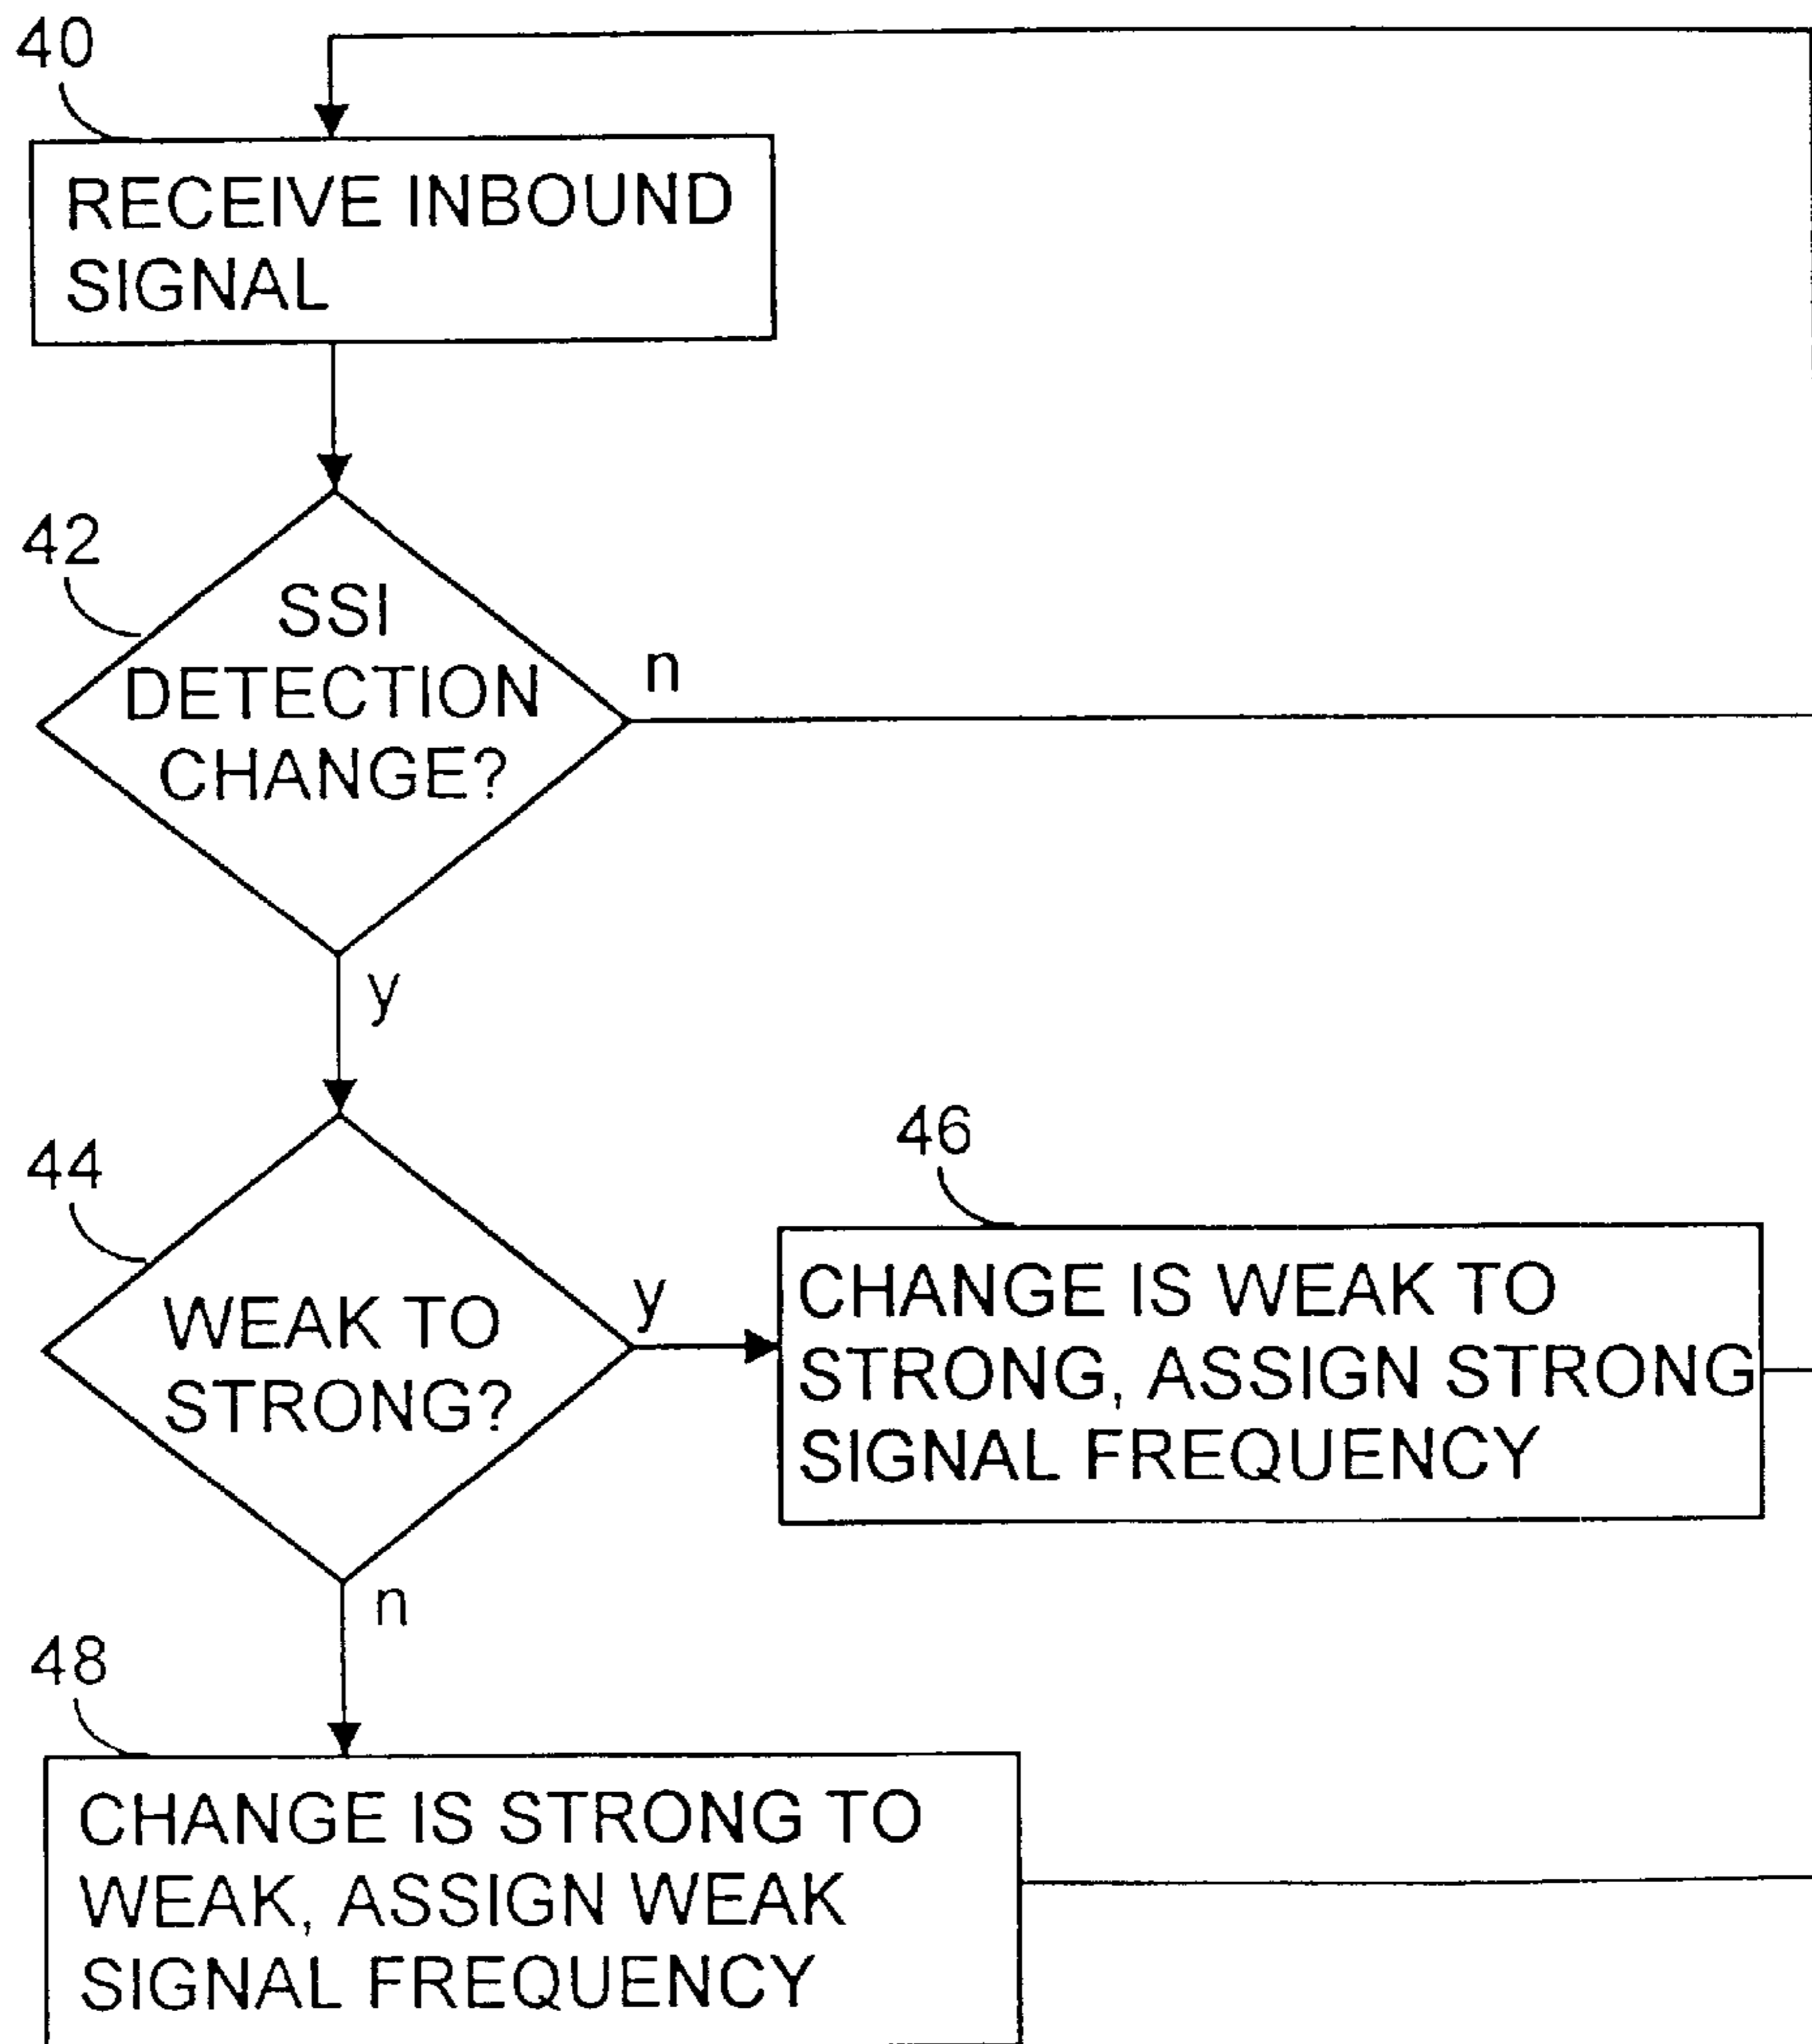 40
RECEIVE INBOUND
SIGNAL
42
SSI
DETECTION
CHANGE?
n
y
44
WEAK TO
STRONG?
y
46
CHANGE IS WEAK TO
STRONG, ASSIGN STRONG
SIGNAL FREQUENCY
n
48
CHANGE IS STRONG TO
WEAK, ASSIGN WEAK
SIGNAL FREQUENCY